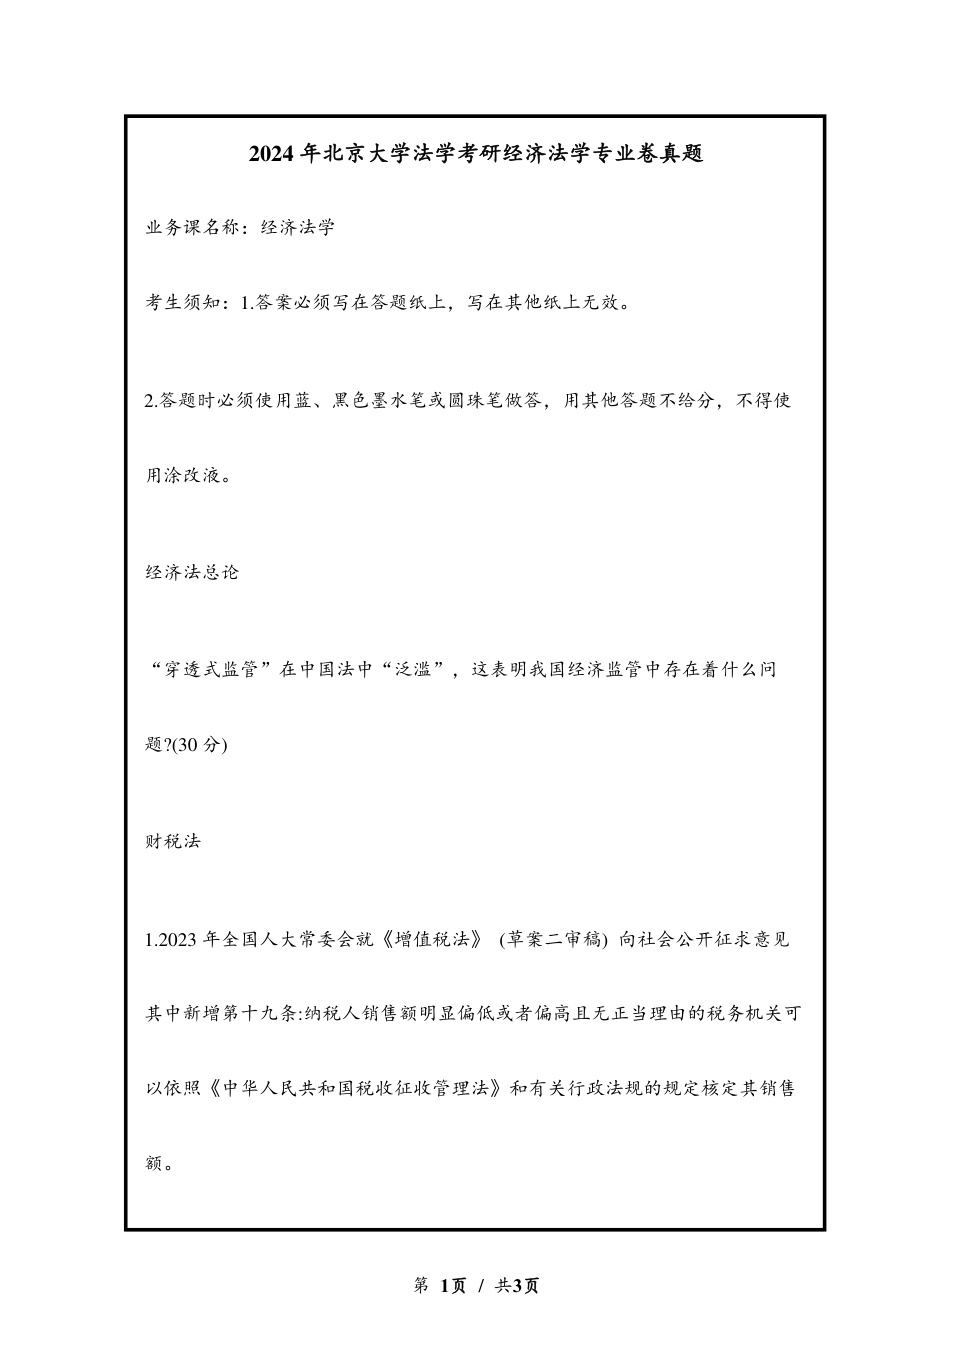 2024 年北京大学法学考研经济法学专业卷真题
业务课名称：经济法学
考生须知：1.答案必须写在答题纸上，写在其他纸上无效。
2.答题时必须使用蓝、黑色墨水笔或圆珠笔做答，用其他答题不给分，不得使
用涂改液。
经济法总论
“穿透式监管”在中国法中“泛滥”，这表明我国经济监管中存在着什么问
题?(30 分)
财税法
1.2023 年全国人大常委会就《增值税法》 (草案二审稿) 向社会公开征求意见
其中新增第十九条:纳税人销售额明显偏低或者偏高且无正当理由的税务机关可
以依照《中华人民共和国税收征收管理法》和有关行政法规的规定核定其销售
额。
第 1页 / 共3页